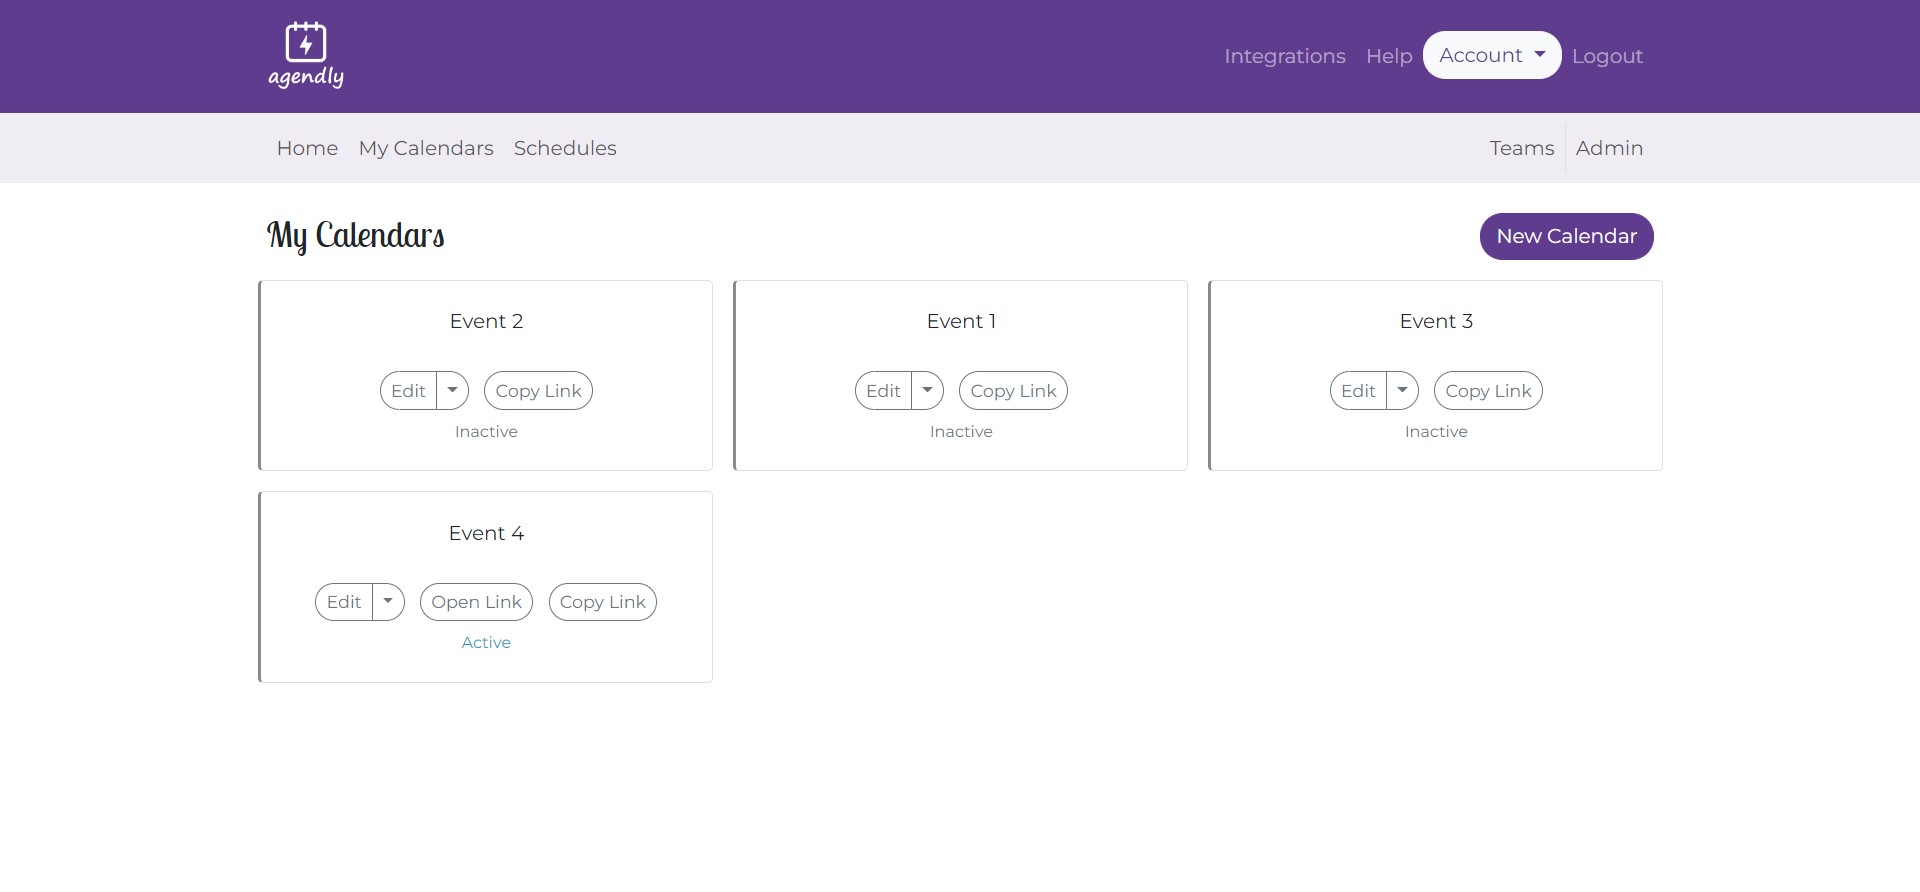 agendly
Integrations Help Account Logout
Home My Calendars Schedules Teams Admin
My Calendars New Calendar
Event 2
Edit Copy Link
Inactive
Event 1
Edit Copy Link
Inactive
Event 3
Edit Copy Link
Inactive
Event 4
Edit Open Link Copy Link
Active